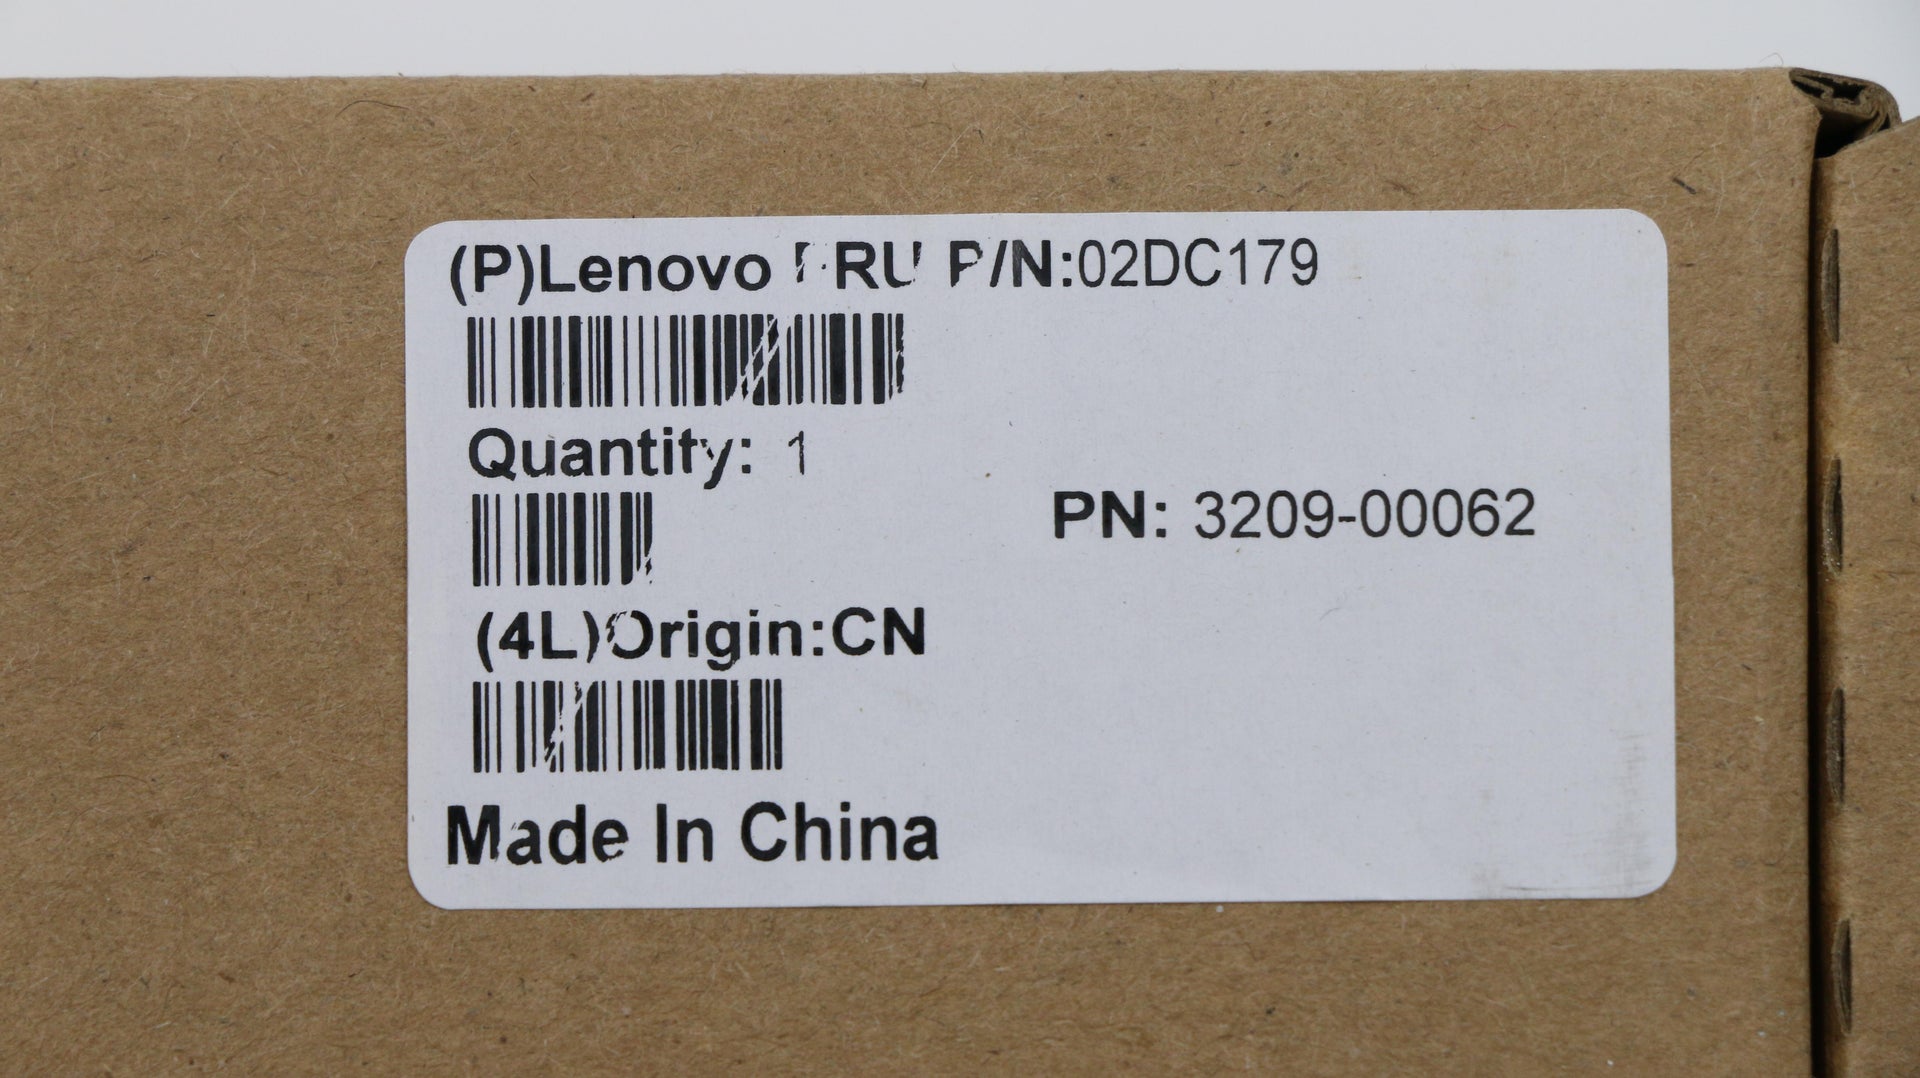 (P)Lenovo FRU P/N:02DC179
Quantity: 1
PN: 3209-00062
(4L)Origin:CN
Made In China